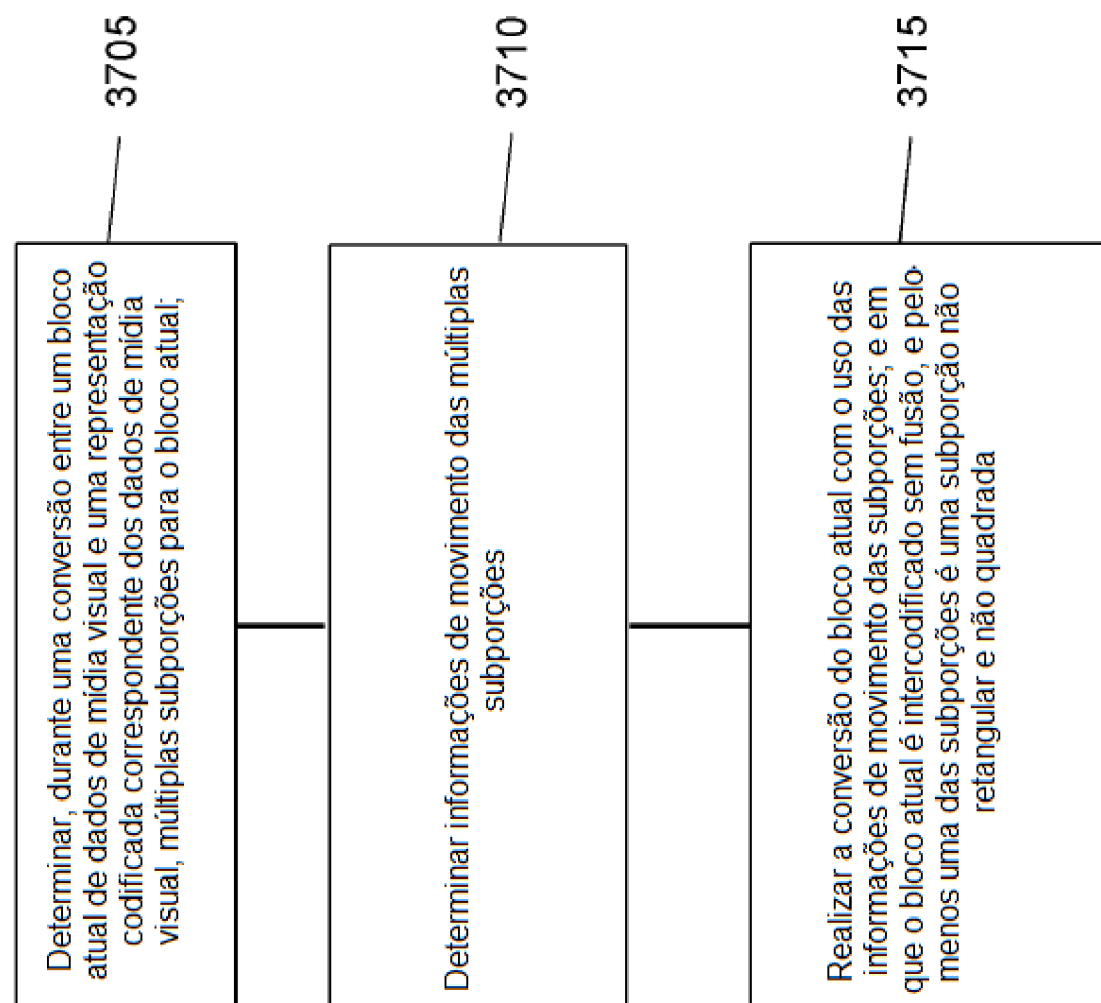 Determinar, durante uma conversão entre um bloco
atual de dados de mídia visual e uma representação
codificada correspondente dos dados de mídia
visual, múltiplas subporções para o bloco atual;
3705
Determinar informações de movimento das múltiplas
subporções
3710
Realizar a conversão do bloco atual com o uso das
informações de movimento das subporções; e em
que o bloco atual é intercodificado sem fusão, e pelo
menos uma das subporções é uma subporção não
retangular e não quadrada
3715